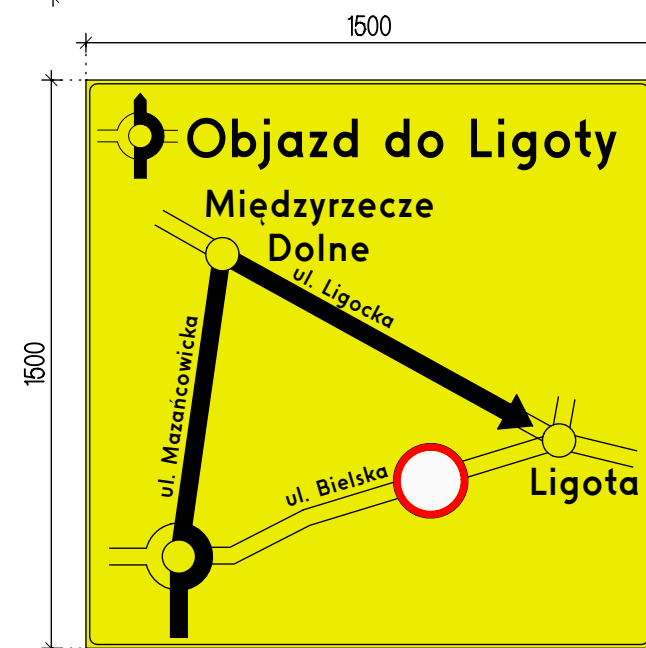 1500
1500
Objazd do Ligoty
Międzyrzecze
Dolne
ul. Ligocka
ul. Mazańcowicka
ul. Bielska
Ligota